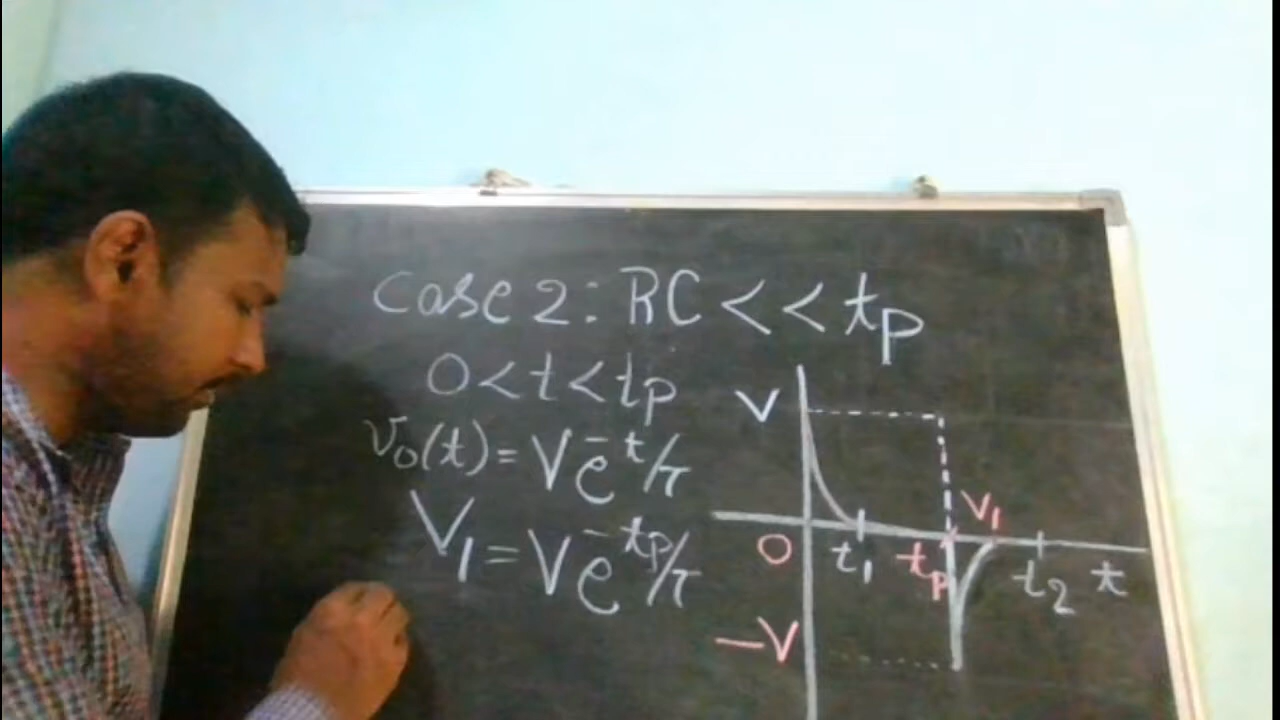 Case 2: RC << tp
0 < t < tp
v₀(t) = Ve^-t/τ
V₁ = Ve^-tp/τ
V
V₁
0
t₁
tp
t₂
t
-V